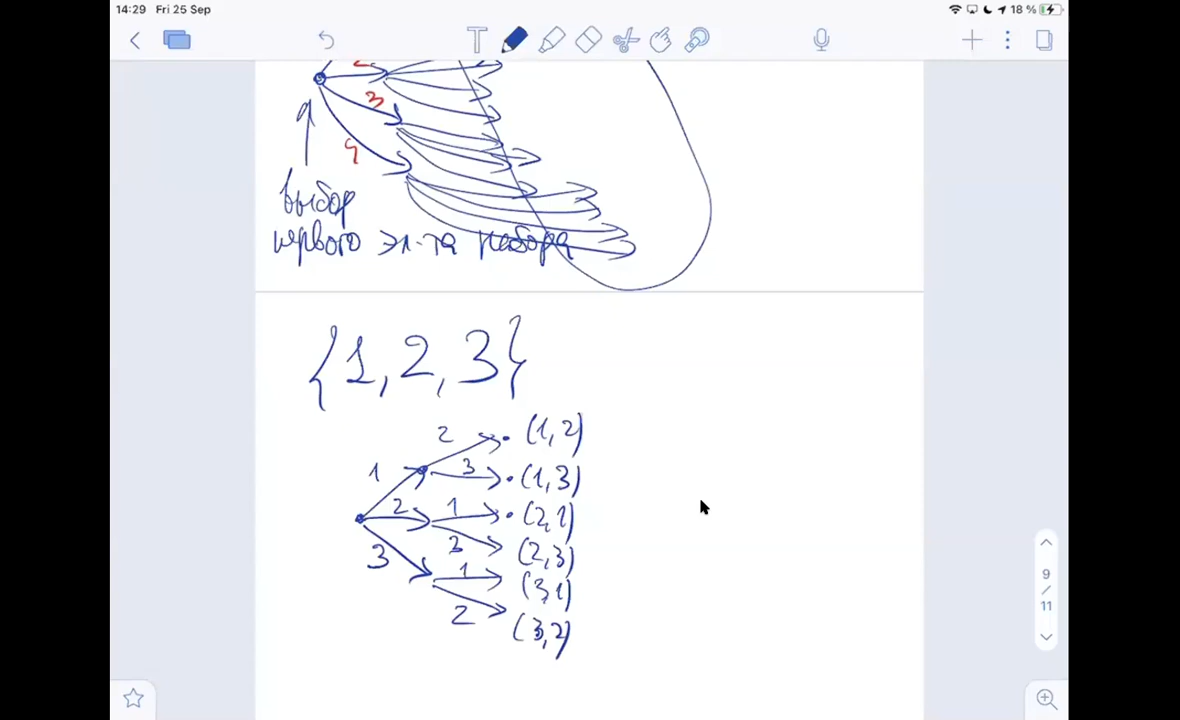 14:29 Fri 25 Sep 18 %
2
3
4
выбор
первого эл-та набора
{1, 2, 3}
2 (1, 2)
1 3 (1, 3)
2 1 (2, 1)
3 (2, 3)
3 1 (3, 1)
2 (3, 2)
9
/
11